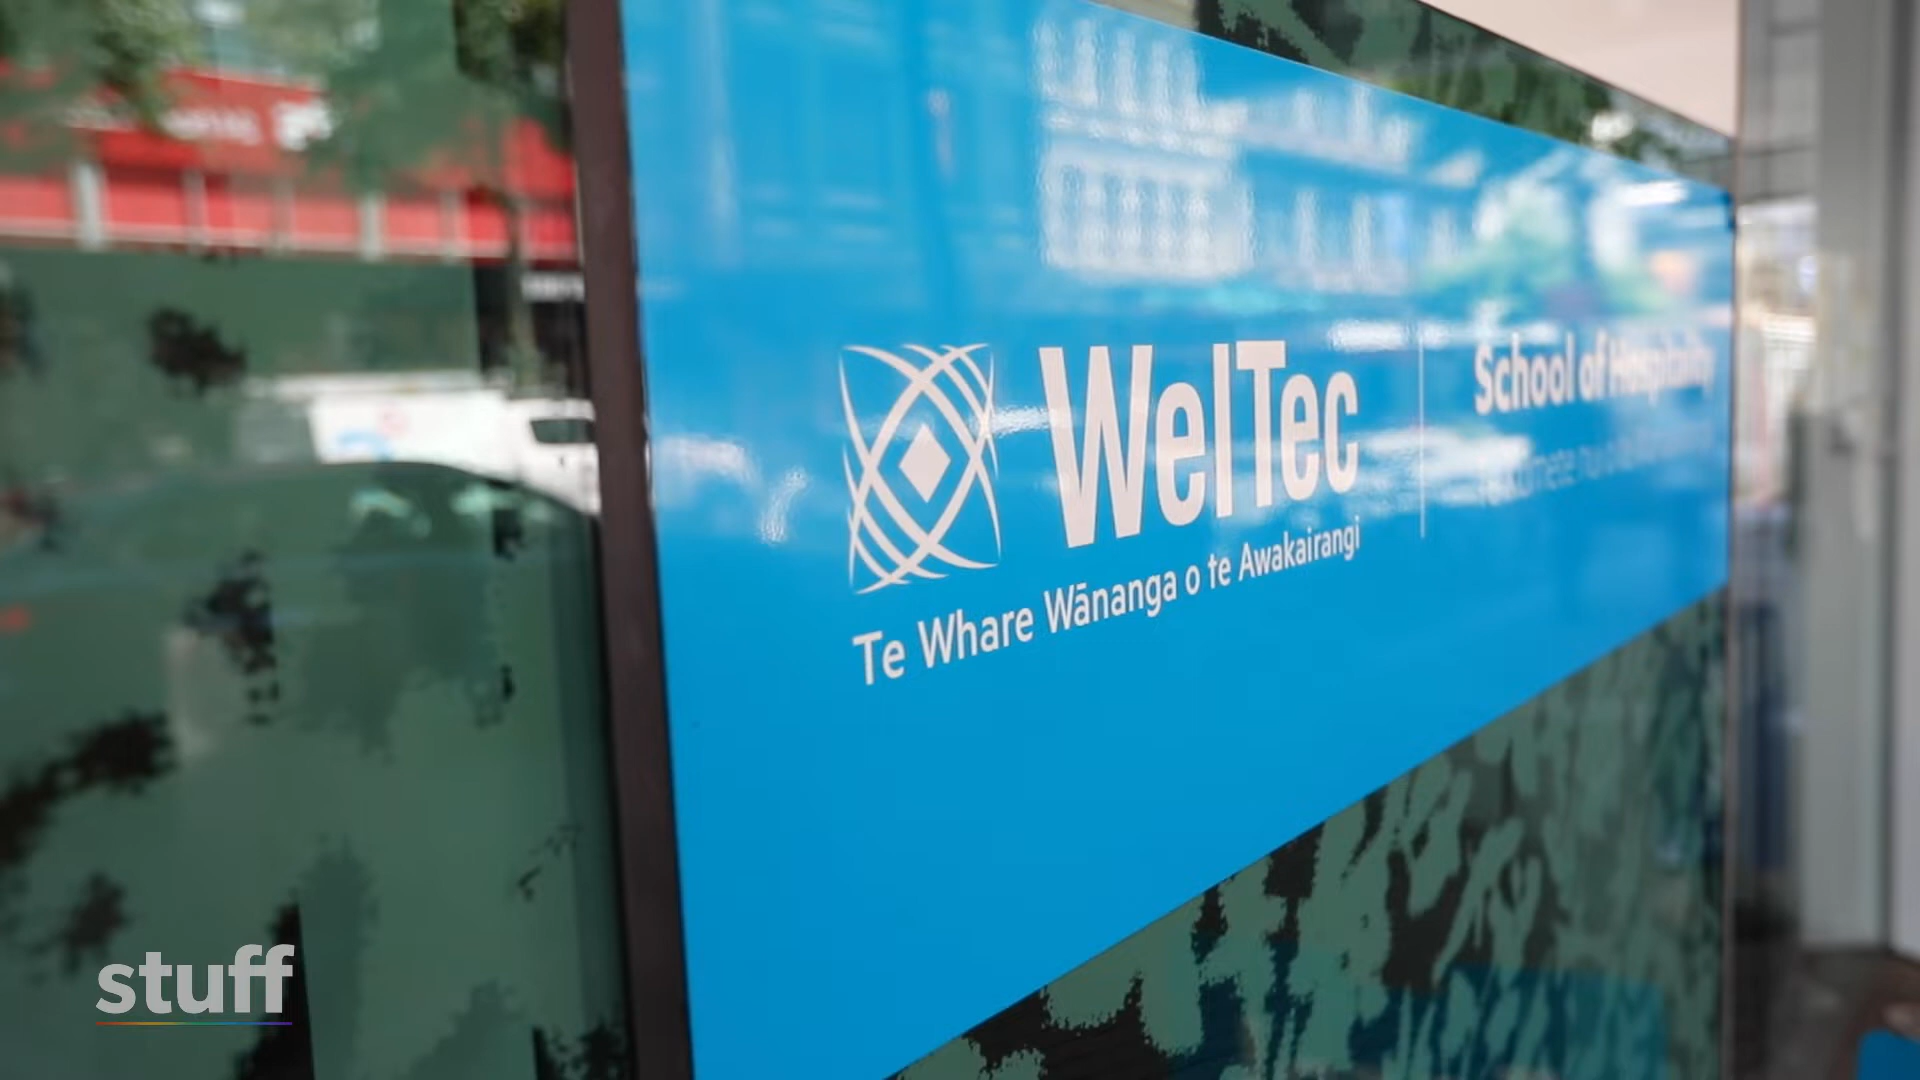 WelTec
Te Whare Wānanga o te Awakairangi
School of Hospitality
stuff